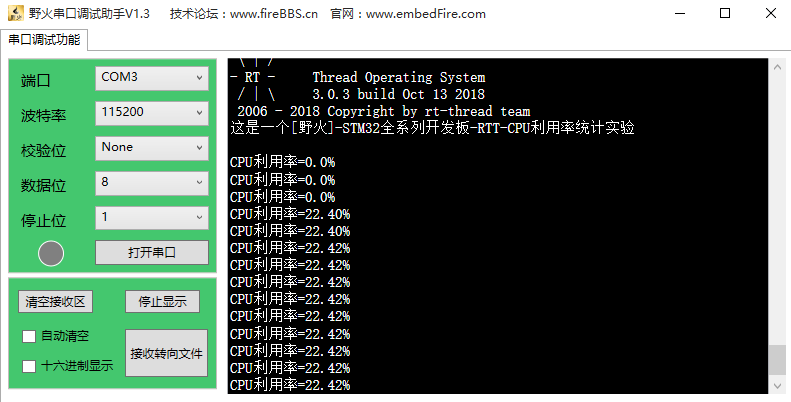 野火串口调试助手V1.3 技术论坛：www.fireBBS.cn 官网：www.embedFire.com
串口调试功能
端口 COM3
波特率 115200
校验位 None
数据位 8
停止位 1
打开串口
清空接收区 停止显示
自动清空
十六进制显示
接收转向文件
\ | /
- RT - Thread Operating System
/ | \ 3.0.3 build Oct 13 2018
2006 - 2018 Copyright by rt-thread team
这是一个[野火]-STM32全系列开发板-RTT-CPU利用率统计实验
CPU利用率=0.0%
CPU利用率=0.0%
CPU利用率=0.0%
CPU利用率=22.40%
CPU利用率=22.40%
CPU利用率=22.42%
CPU利用率=22.42%
CPU利用率=22.42%
CPU利用率=22.42%
CPU利用率=22.42%
CPU利用率=22.42%
CPU利用率=22.42%
CPU利用率=22.42%
CPU利用率=22.42%